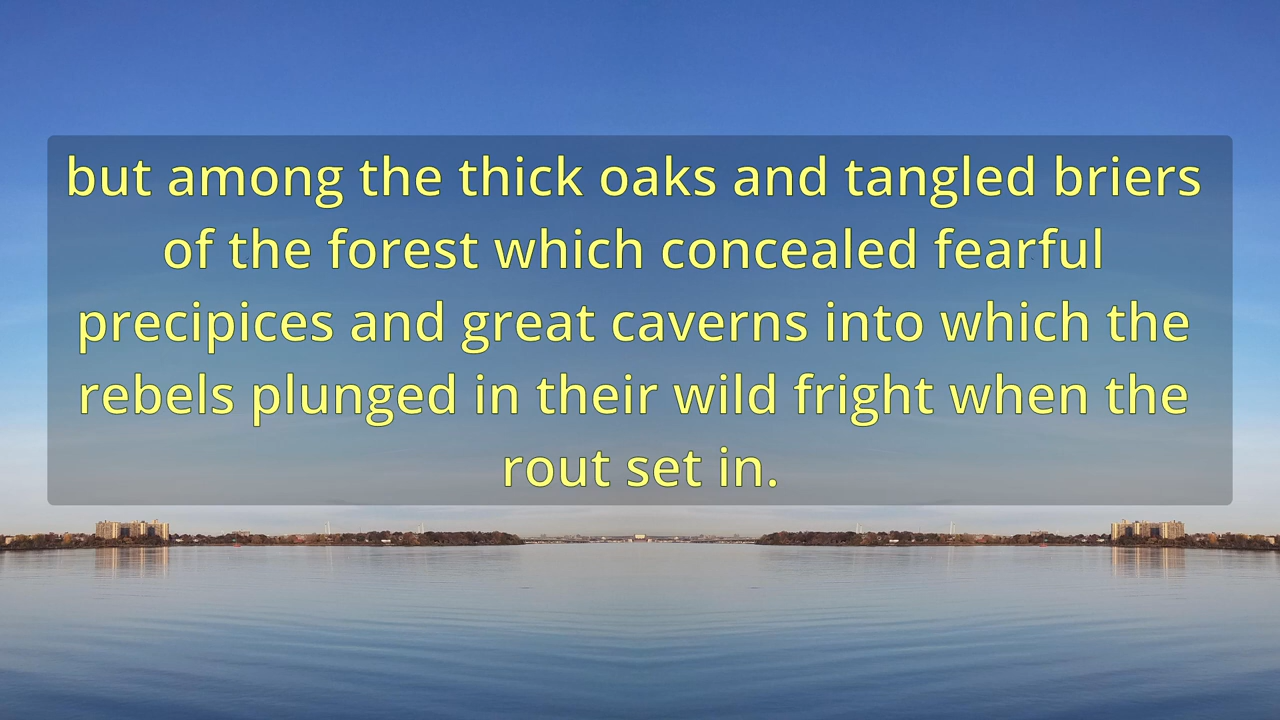 but among the thick oaks and tangled briers
of the forest which concealed fearful
precipices and great caverns into which the
rebels plunged in their wild fright when the
rout set in.